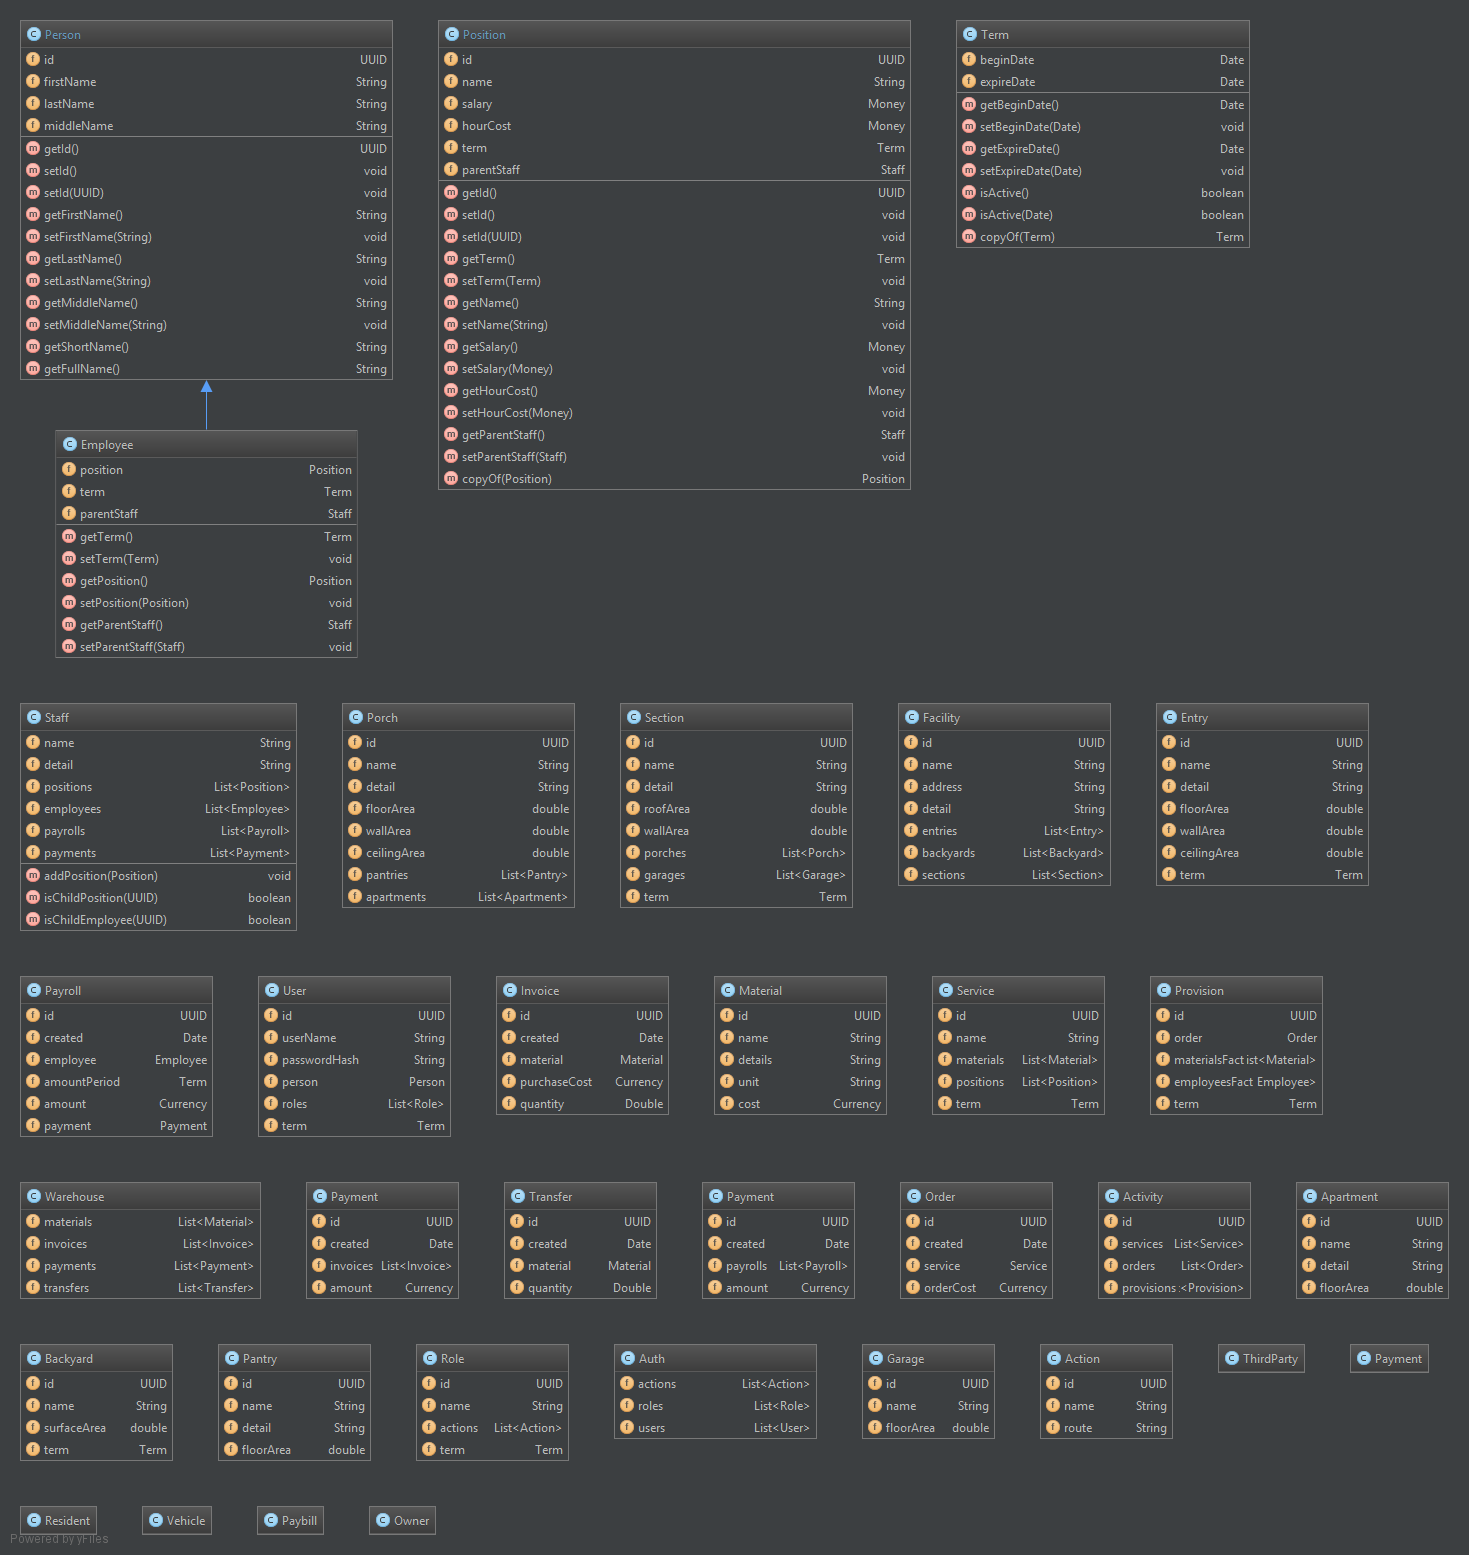 Person
id UUID
firstName String
lastName String
middleName String
getId() UUID
setId() void
setId(UUID) void
getFirstName() String
setFirstName(String) void
getLastName() String
setLastName(String) void
getMiddleName() String
setMiddleName(String) void
getShortName() String
getFullName() String
Position
id UUID
name String
salary Money
hourCost Money
term Term
parentStaff Staff
getId() UUID
setId() void
setId(UUID) void
getTerm() Term
setTerm(Term) void
getName() String
setName(String) void
getSalary() Money
setSalary(Money) void
getHourCost() Money
setHourCost(Money) void
getParentStaff() Staff
setParentStaff(Staff) void
copyOf(Position) Position
Term
beginDate Date
expireDate Date
getBeginDate() Date
setBeginDate(Date) void
getExpireDate() Date
setExpireDate(Date) void
isActive() boolean
isActive(Date) boolean
copyOf(Term) Term
Employee
position Position
term Term
parentStaff Staff
getTerm() Term
setTerm(Term) void
getPosition() Position
setPosition(Position) void
getParentStaff() Staff
setParentStaff(Staff) void
Staff
name String
detail String
positions List<Position>
employees List<Employee>
payrolls List<Payroll>
payments List<Payment>
addPosition(Position) void
isChildPosition(UUID) boolean
isChildEmployee(UUID) boolean
Porch
id UUID
name String
detail String
floorArea double
wallArea double
ceilingArea double
pantries List<Pantry>
apartments List<Apartment>
Section
id UUID
name String
detail String
roofArea double
wallArea double
porches List<Porch>
garages List<Garage>
term Term
Facility
id UUID
name String
address String
detail String
entries List<Entry>
backyards List<Backyard>
sections List<Section>
Entry
id UUID
name String
detail String
floorArea double
wallArea double
ceilingArea double
term Term
Payroll
id UUID
created Date
employee Employee
amountPeriod Term
amount Currency
payment Payment
User
id UUID
userName String
passwordHash String
person Person
roles List<Role>
term Term
Invoice
id UUID
created Date
material Material
purchaseCost Currency
quantity Double
Material
id UUID
name String
details String
unit String
cost Currency
Service
id UUID
name String
materials List<Material>
positions List<Position>
term Term
Provision
id UUID
order Order
materialsFact ist<Material>
employeesFact Employee>
term Term
Warehouse
materials List<Material>
invoices List<Invoice>
payments List<Payment>
transfers List<Transfer>
Payment
id UUID
created Date
invoices List<Invoice>
amount Currency
Transfer
id UUID
created Date
material Material
quantity Double
Payment
id UUID
created Date
payrolls List<Payroll>
amount Currency
Order
id UUID
created Date
service Service
orderCost Currency
Activity
id UUID
services List<Service>
orders List<Order>
provisions :<Provision>
Apartment
id UUID
name String
detail String
floorArea double
Backyard
id UUID
name String
surfaceArea double
term Term
Pantry
id UUID
name String
detail String
floorArea double
Role
id UUID
name String
actions List<Action>
term Term
Auth
actions List<Action>
roles List<Role>
users List<User>
Garage
id UUID
name String
floorArea double
Action
id UUID
name String
route String
ThirdParty
Payment
Resident
Vehicle
Paybill
Owner
Powered by yFiles